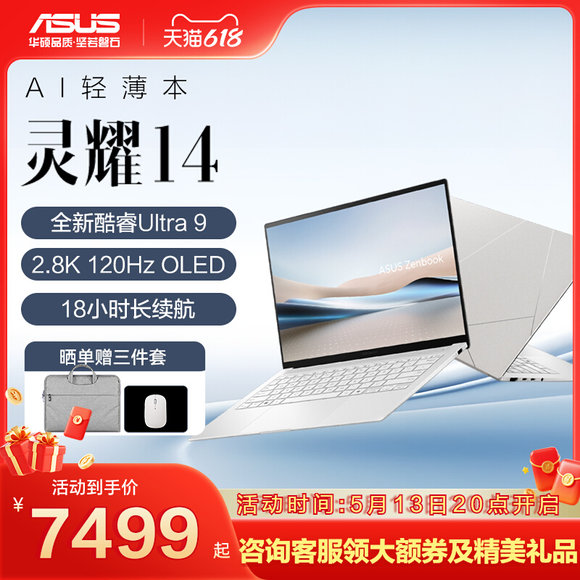 ASUS
华硕品质·坚若磐石
天猫618
AI轻薄本
灵耀14
全新酷睿Ultra 9
2.8K 120Hz OLED
18小时长续航
晒单赠三件套
ASUS Zenbook
活动到手价
¥7499起
活动时间:5月13日20点开启
咨询客服领大额券及精美礼品